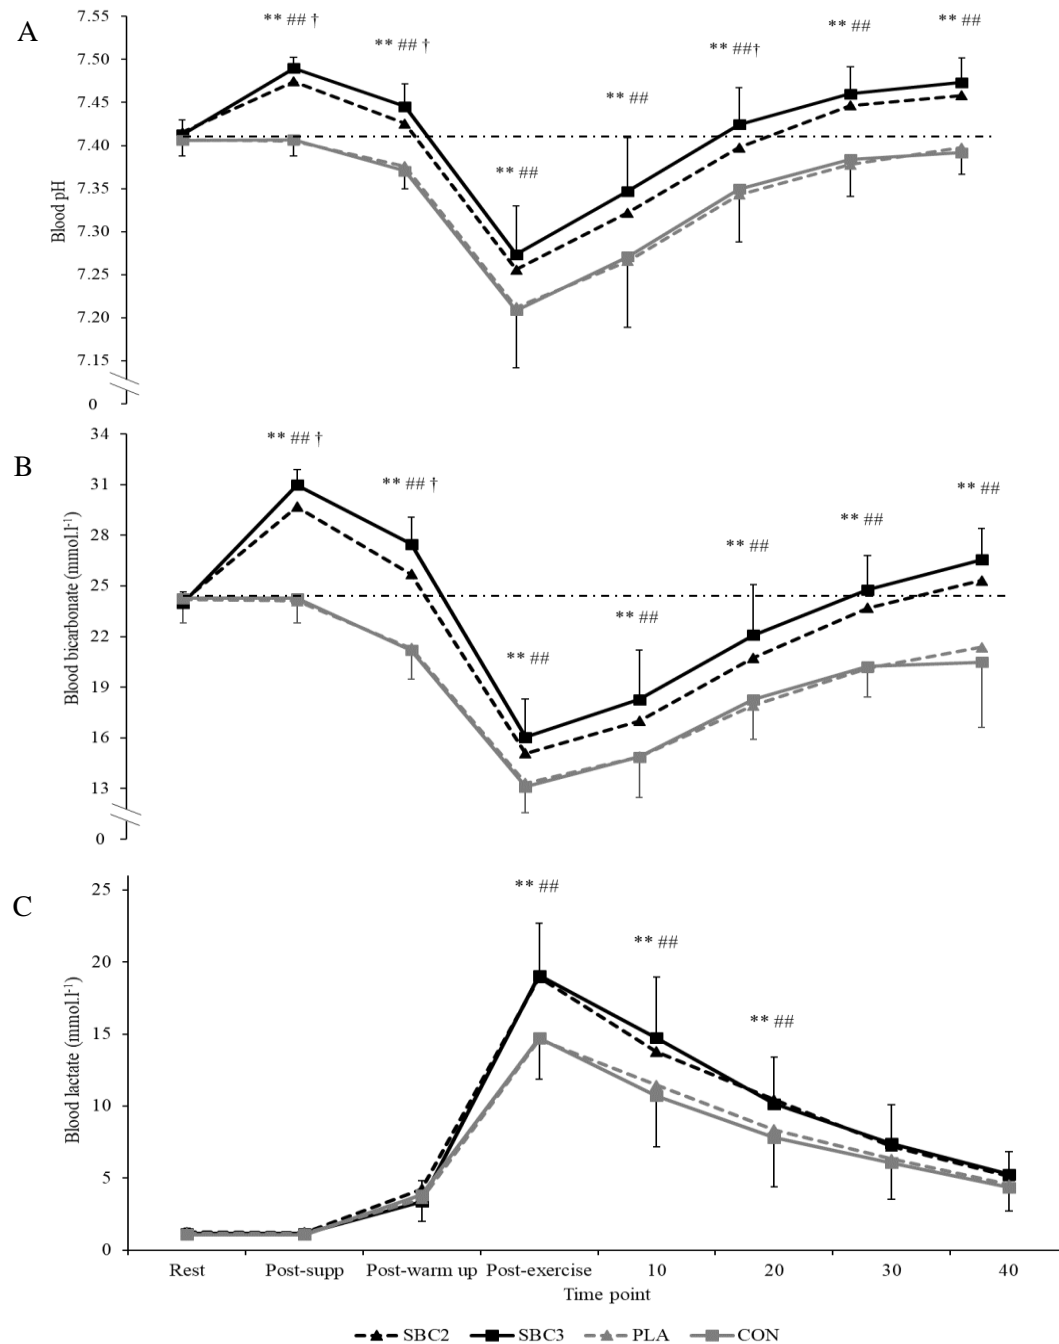 A
7.55
** ## †
** ## †
** ##†
** ##
** ##
7.50
7.45
** ##
7.40
** ##
7.35
7.30
7.25
7.20
7.15
0
Blood pH
B
34
** ## †
** ## †
** ##
31
** ##
28
** ##
25
** ##
22
** ##
19
16
13
0
Blood bicarbonate (mmol.l⁻¹)
C
25
** ##
** ##
20
** ##
15
10
5
0
Blood lactate (mmol.l⁻¹)
Rest Post-supp Post-warm up Post-exercise 10 20 30 40
Time point
SBC2 SBC3 PLA CON